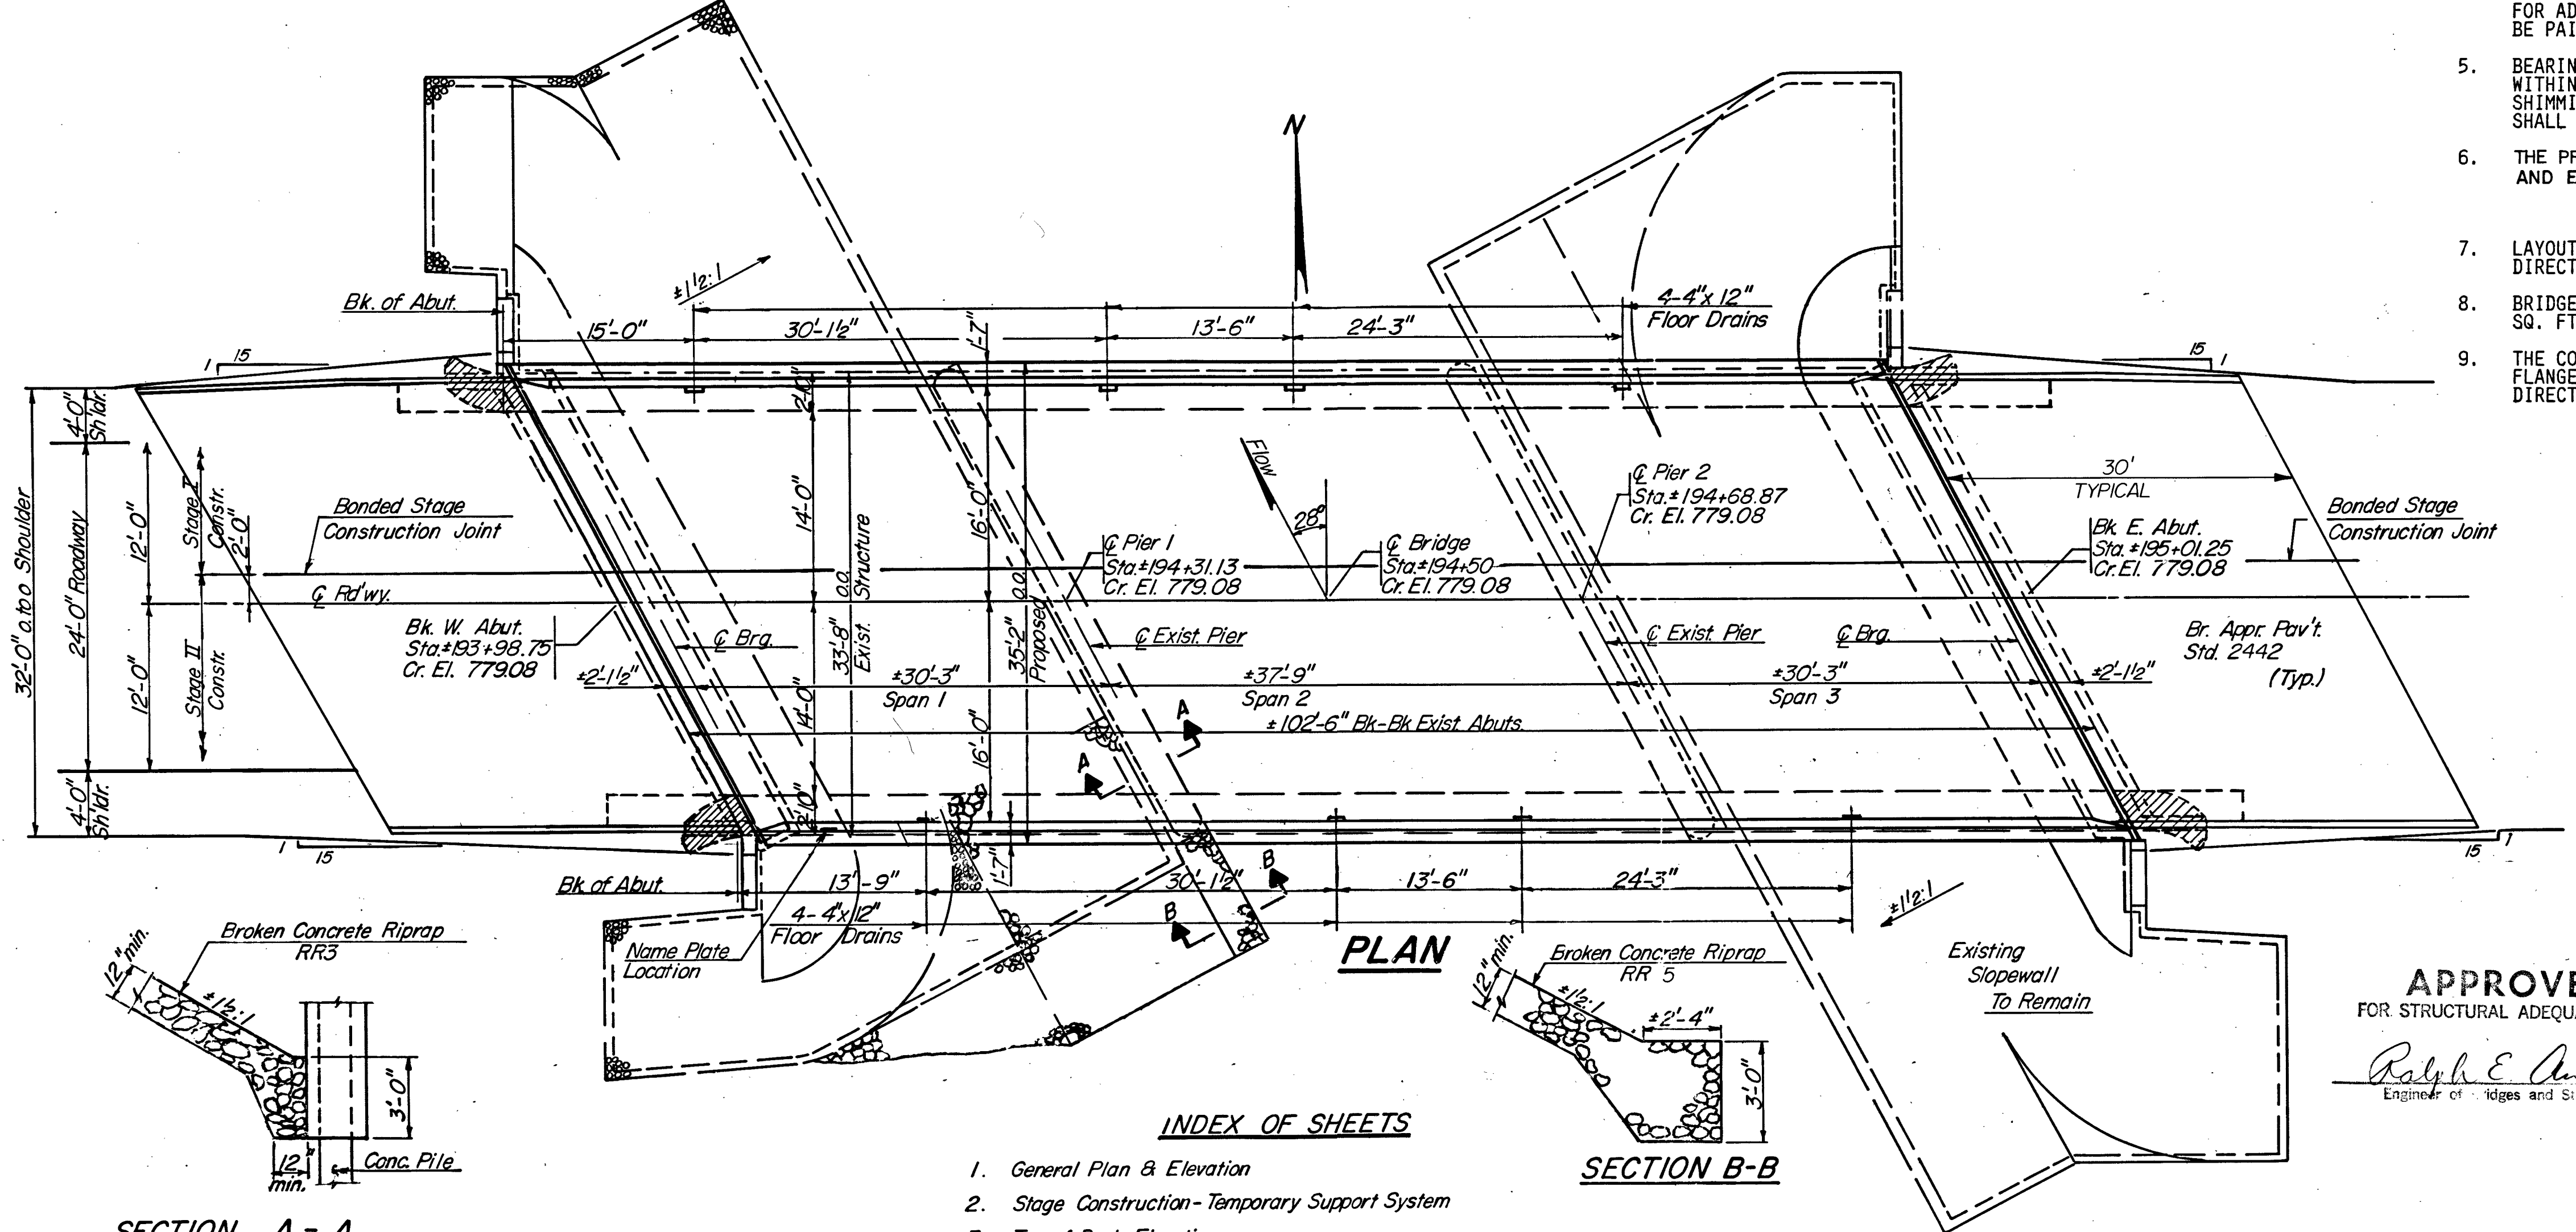 FOR AD
BE PAI
5. BEARIN
WITHIN
SHIMMI
SHALL
6. THE PR
AND E
7. LAYOUT
DIRECT
8. BRIDGE
SQ. FT
9. THE CO
FLANGE
DIRECT
N
Bk. of Abut.
±1½:1
15'-0"
30'-1½"
1'-7"
13'-6"
24'-3"
4-4"x 12"
Floor Drains
1
15
15
1
32'-0" o. to o Shoulder
4'-0"
Sh'ldr.
24'-0" Roadway
12'-0"
Stage I
Constr.
2'-0"
Bonded Stage
Construction Joint
2'-10"
14'-0"
33'-8" o.o.
Exist. Structure
16'-0"
35'-2" o.o.
Proposed
Flow
28°
℄ Pier 1
Sta.±194+31.13
Cr. El. 779.08
℄ Bridge
Sta.±194+50
Cr. El. 779.08
℄ Pier 2
Sta.±194+68.87
Cr. El. 779.08
30'
TYPICAL
Bk E. Abut.
Sta.±195+01.25
Cr. El. 779.08
Bonded Stage
Construction Joint
℄ Rd'wy.
Bk. W. Abut.
Sta.±193+98.75
Cr. El. 779.08
12'-0"
Stage II
Constr.
4'-0"
Sh'ldr.
℄ Brg.
℄ Exist. Pier
℄ Exist. Pier
℄ Brg.
Br. Appr. Pav't.
Std. 2442
(Typ.)
±2'-1½"
±30'-3"
Span 1
±37'-9"
Span 2
±30'-3"
Span 3
±2'-1½"
±102'-6" Bk-Bk Exist. Abuts.
14'-0"
16'-0"
2'-10"
A
A
1
15
15
1
Bk of Abut.
13'-9"
1'-7"
30'-1½"
13'-6"
24'-3"
B
B
±1½:1
4-4"x 12"
Floor Drains
Name Plate
Location
PLAN
Existing
Slopewall
To Remain
Broken Concrete Riprap
RR3
12" min.
±1½:1
3'-0"
12"
min.
Conc. Pile
SECTION A-A
Broken Concrete Riprap
RR 5
12" min.
±1½:1
±2'-4"
3'-0"
SECTION B-B
INDEX OF SHEETS
1. General Plan & Elevation
2. Stage Construction-Temporary Support System
APPROVE
FOR STRUCTURAL ADEQU
Ralph E. An
Engineer of idges and St